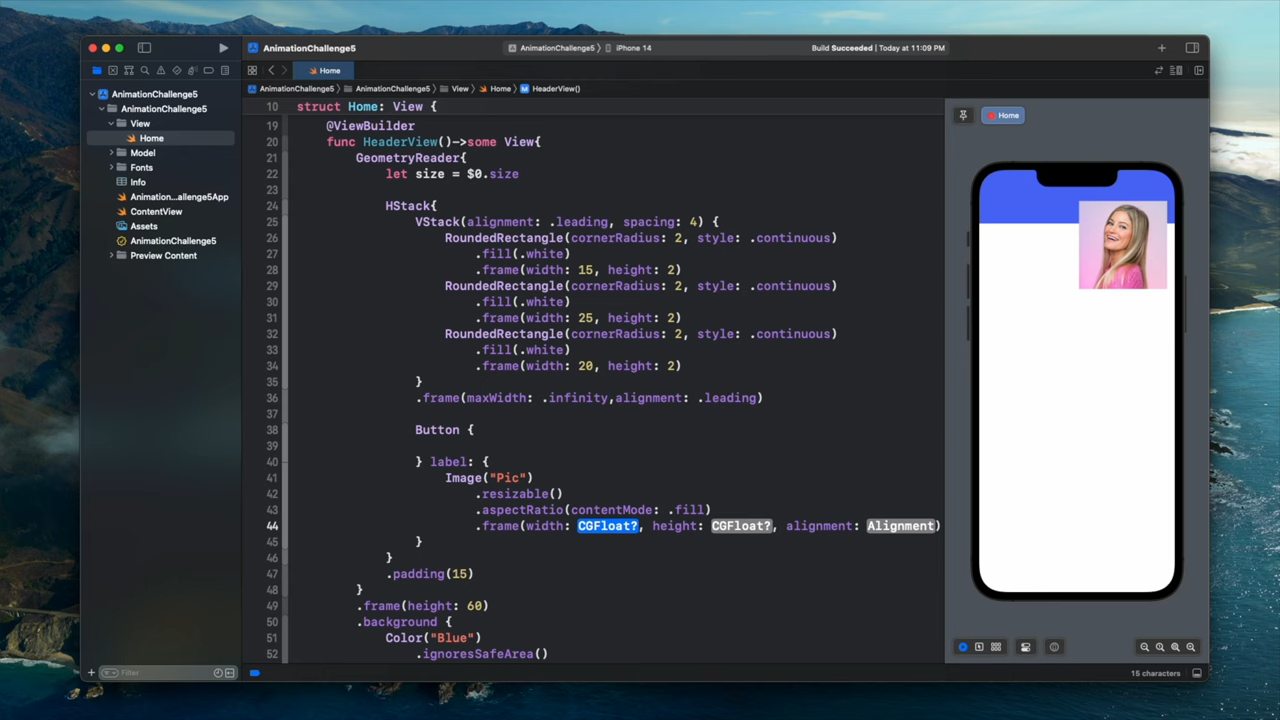 AnimationChallenge5
AnimationChallenge5 〉 iPhone 14
Build Succeeded | Today at 11:09 PM
Home
AnimationChallenge5 〉 AnimationChallenge5 〉 View 〉 Home 〉 M HeaderView()
AnimationChallenge5
AnimationChallenge5
View
Home
Model
Fonts
Info
Animation...allenge5App
ContentView
Assets
AnimationChallenge5
Preview Content
10 struct Home: View {
19 @ViewBuilder
20 func HeaderView()->some View{
21 GeometryReader{
22 let size = $0.size
23
24 HStack{
25 VStack(alignment: .leading, spacing: 4) {
26 RoundedRectangle(cornerRadius: 2, style: .continuous)
27 .fill(.white)
28 .frame(width: 15, height: 2)
29 RoundedRectangle(cornerRadius: 2, style: .continuous)
30 .fill(.white)
31 .frame(width: 25, height: 2)
32 RoundedRectangle(cornerRadius: 2, style: .continuous)
33 .fill(.white)
34 .frame(width: 20, height: 2)
35 }
36 .frame(maxWidth: .infinity,alignment: .leading)
37
38 Button {
39
40 } label: {
41 Image("Pic")
42 .resizable()
43 .aspectRatio(contentMode: .fill)
44 .frame(width: CGFloat?, height: CGFloat?, alignment: Alignment)
45 }
46 }
47 .padding(15)
48 }
49 .frame(height: 60)
50 .background {
51 Color("Blue")
52 .ignoresSafeArea()
Home
Filter
15 characters